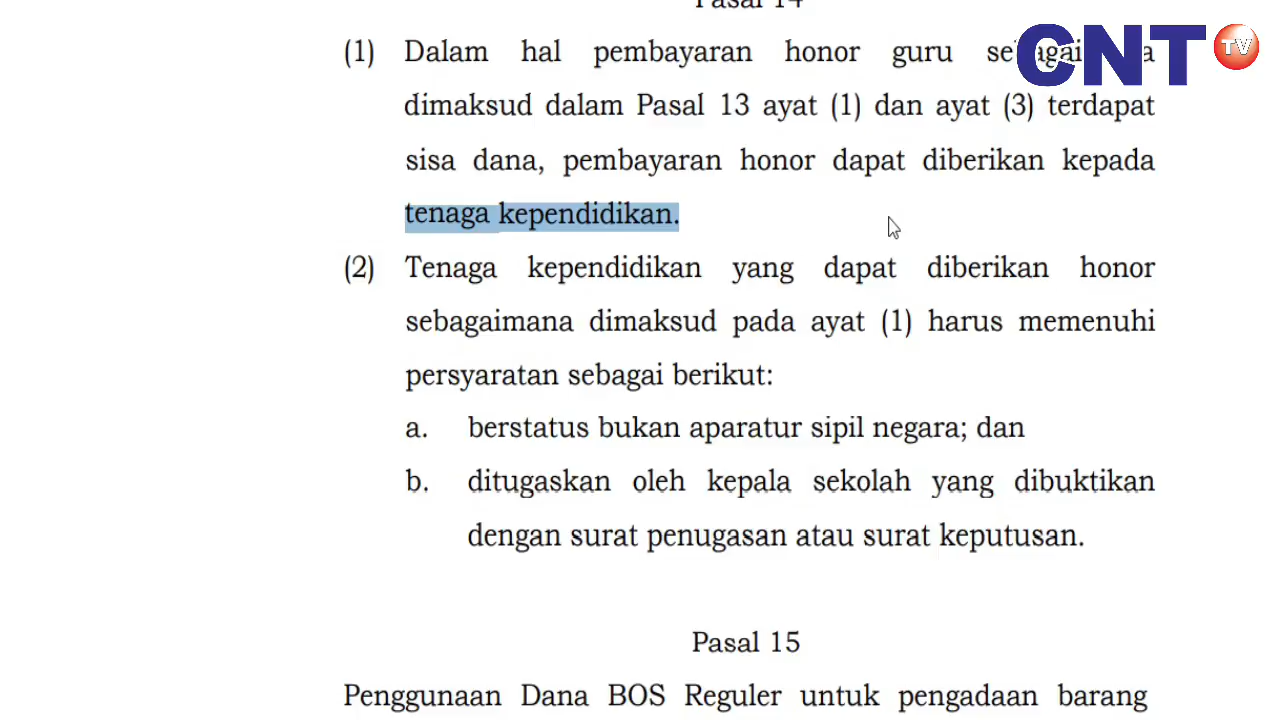 Pasal 14
CNT TV
(1) Dalam hal pembayaran honor guru
dimaksud dalam Pasal 13 ayat (1) dan ayat (3) terdapat
sisa dana, pembayaran honor dapat diberikan kepada
tenaga kependidikan.
(2) Tenaga kependidikan yang dapat diberikan honor
sebagaimana dimaksud pada ayat (1) harus memenuhi
persyaratan sebagai berikut:
a. berstatus bukan aparatur sipil negara; dan
b. ditugaskan oleh kepala sekolah yang dibuktikan
dengan surat penugasan atau surat keputusan.
Pasal 15
Penggunaan Dana BOS Reguler untuk pengadaan barang